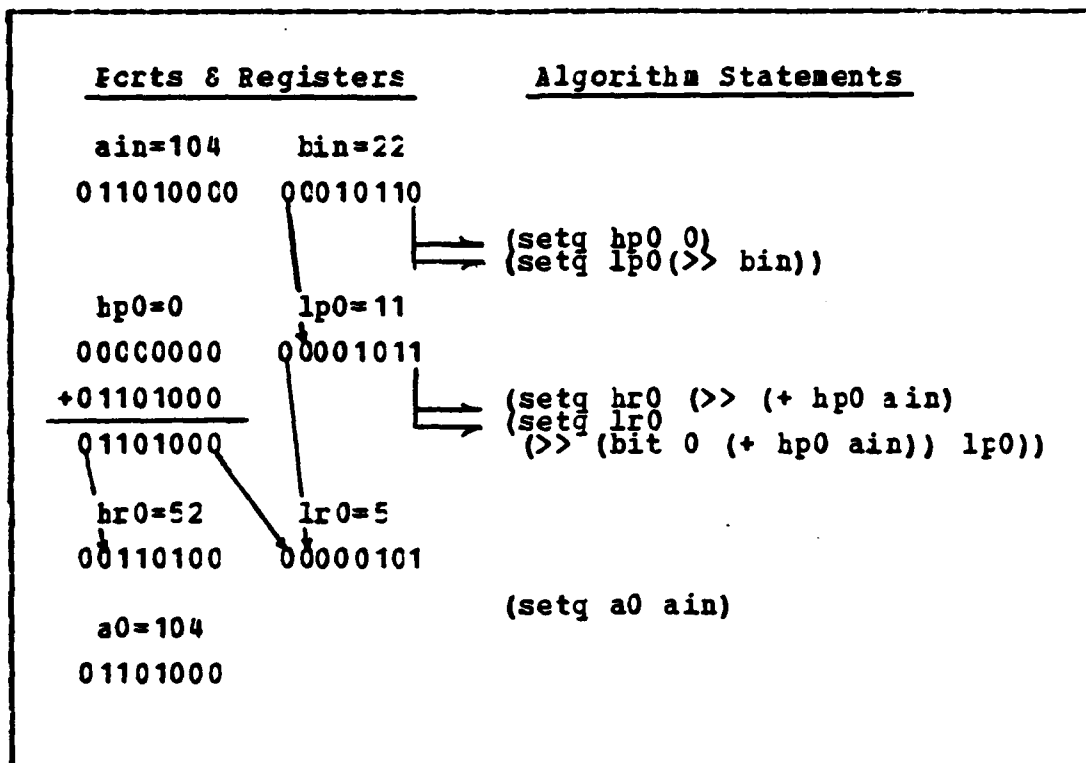 Ports & Registers Algorithm Statements
ain=104 bin=22
011010000 00010110
(setq hp0 0)
(setq lp0(>> bin))
hp0=0 lp0=11
00000000 00001011
+01101000
(setq hr0 (>> (+ hp0 ain)
(setq lr0
01101000
(>> (bit 0 (+ hp0 ain)) lp0))
hr0=52 lr0=5
00110100 00000101
(setq a0 ain)
a0=104
01101000